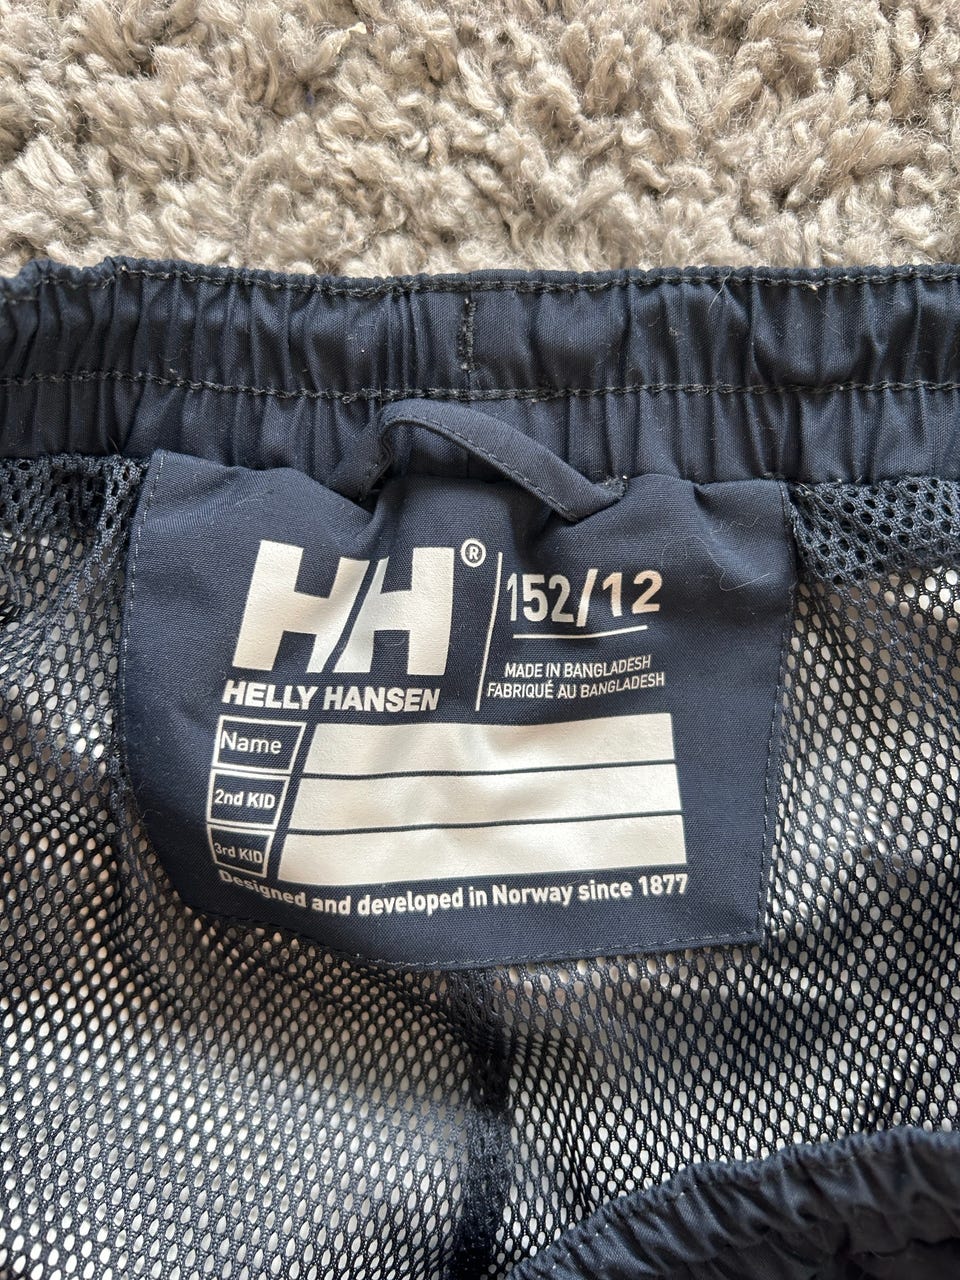 HH®
152/12
MADE IN BANGLADESH
FABRIQUÉ AU BANGLADESH
HELLY HANSEN
Name
2nd KID
3rd KID
Designed and developed in Norway since 1877